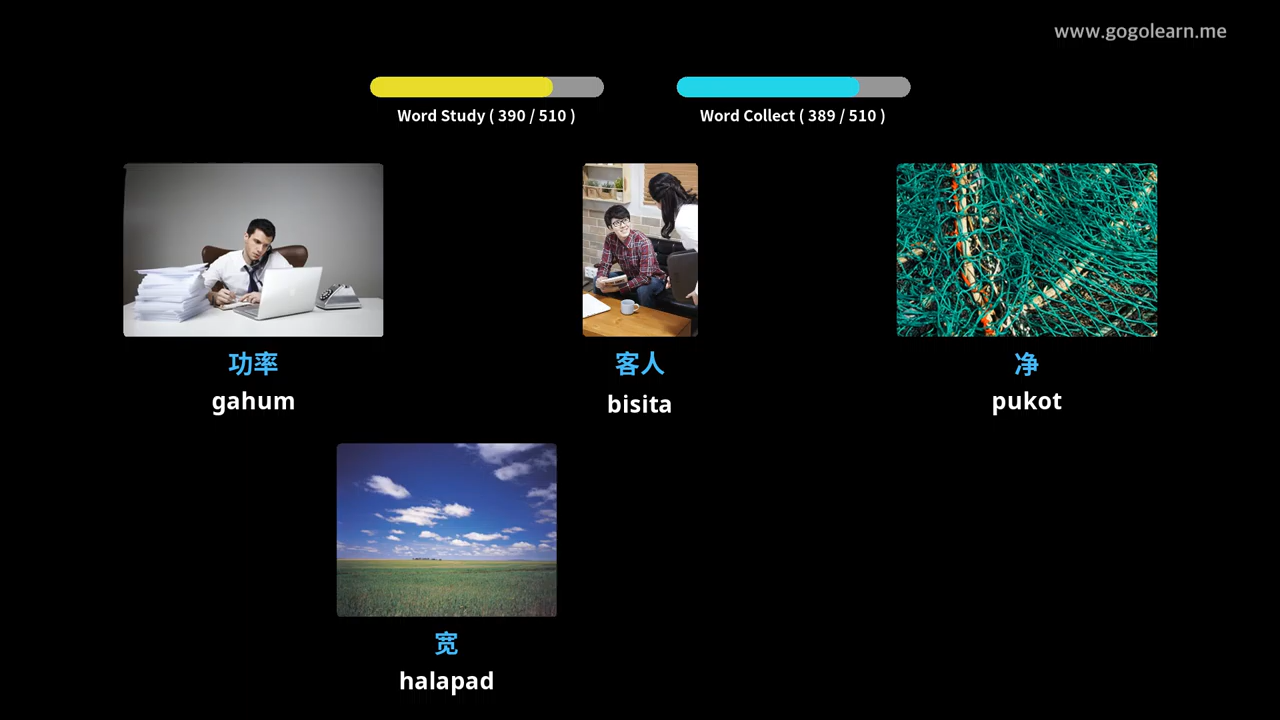 www.gogolearn.me
Word Study ( 390 / 510 )
Word Collect ( 389 / 510 )
功率
gahum
客人
bisita
净
pukot
宽
halapad